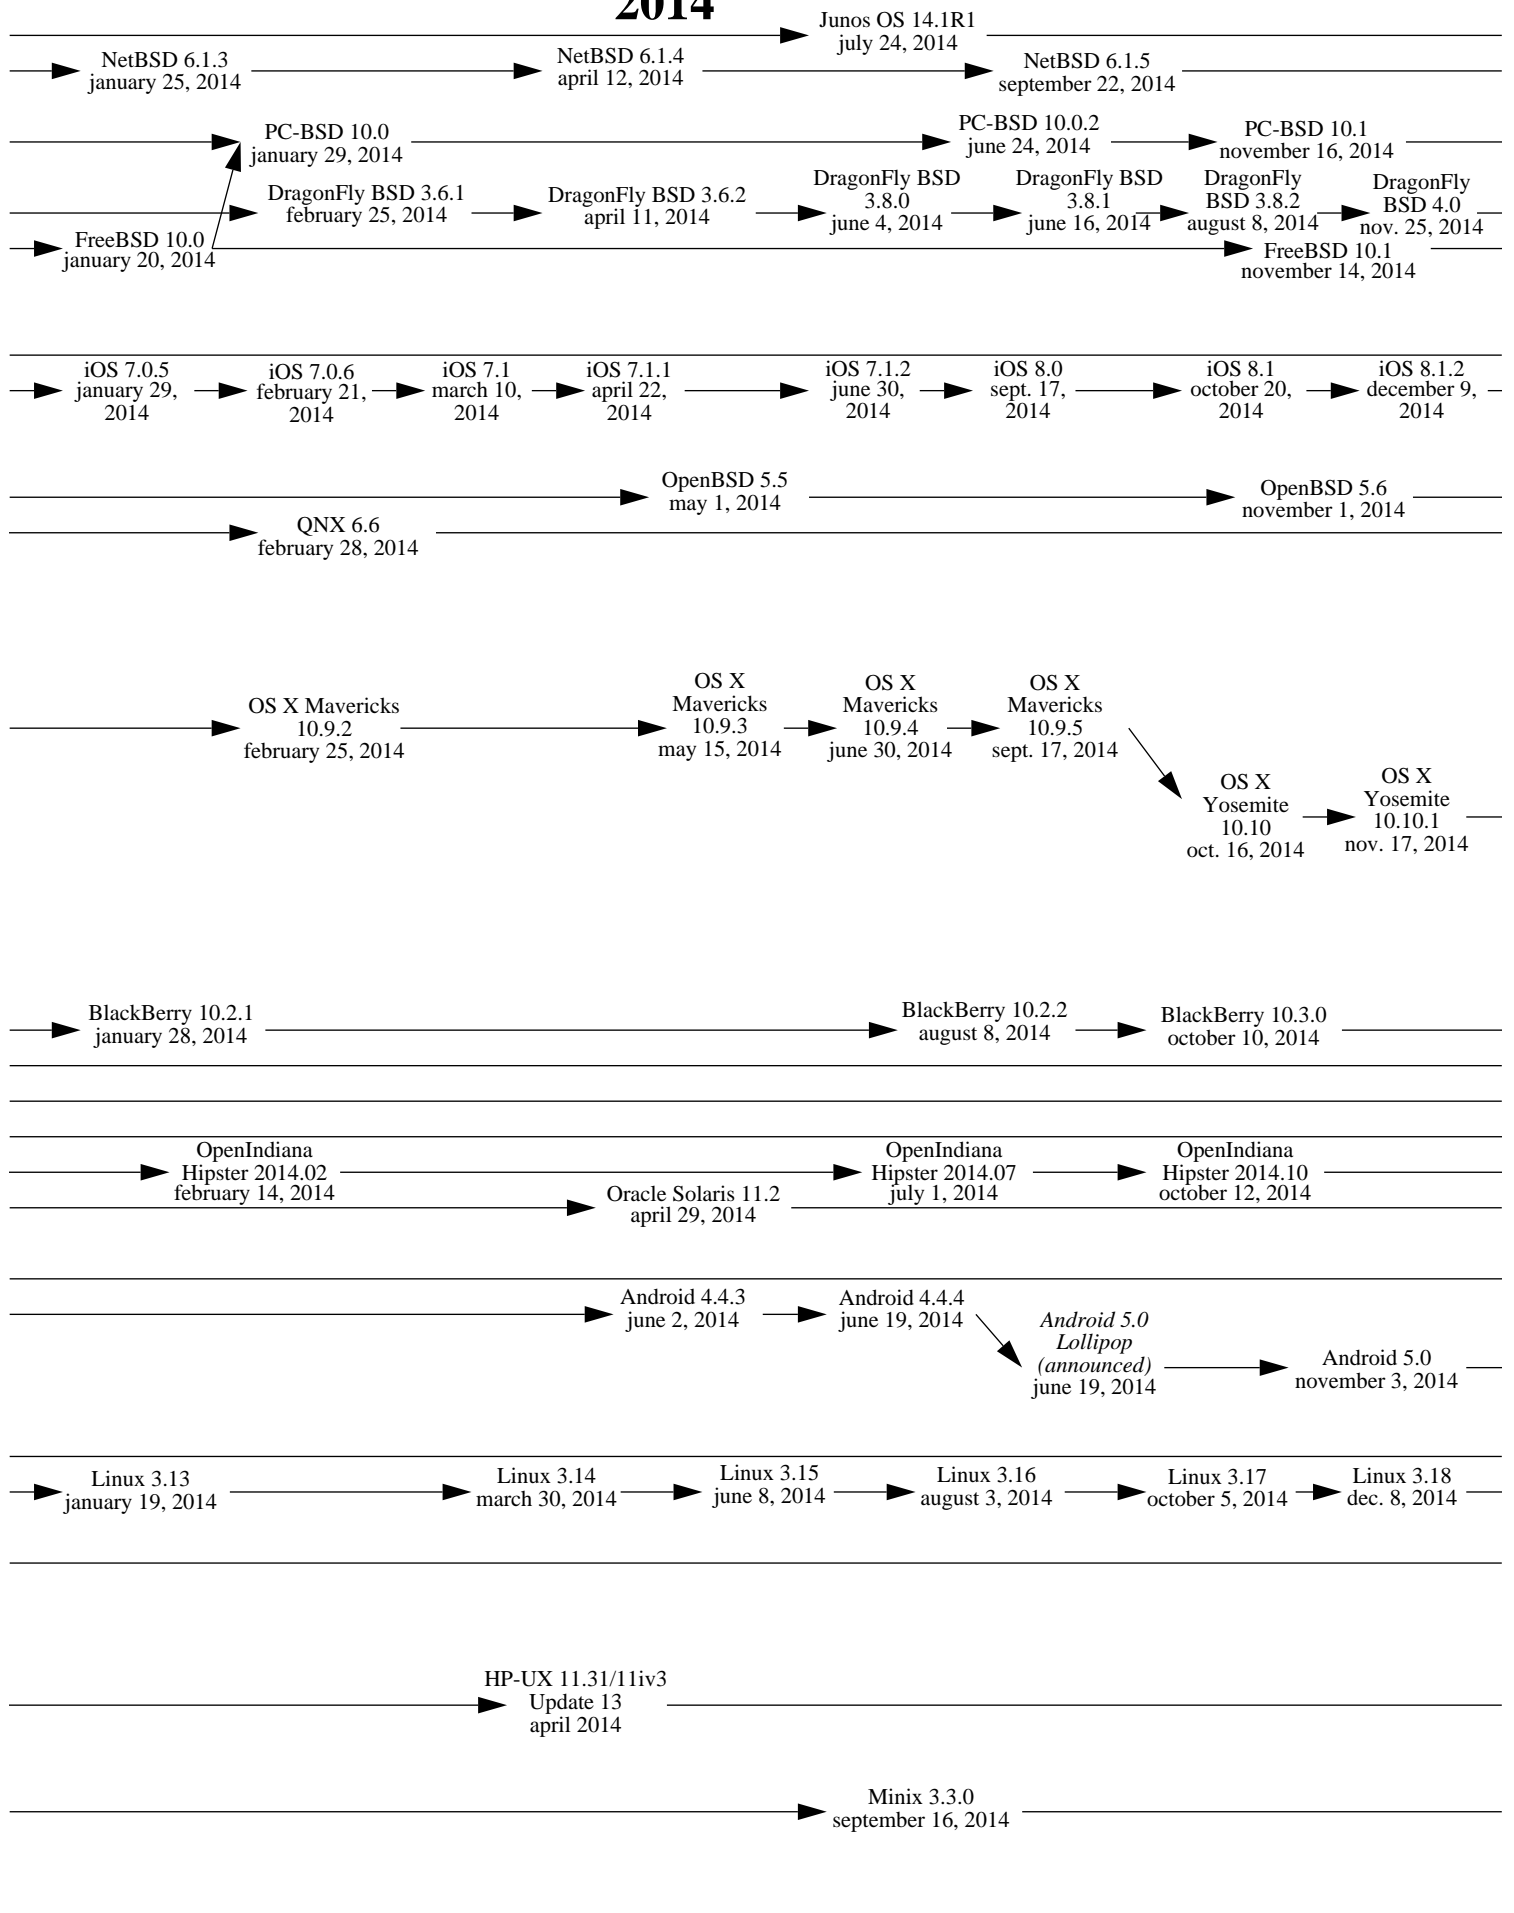 2014
Junos OS 14.1R1
july 24, 2014
NetBSD 6.1.3
january 25, 2014
NetBSD 6.1.4
april 12, 2014
NetBSD 6.1.5
september 22, 2014
PC-BSD 10.0
january 29, 2014
PC-BSD 10.0.2
june 24, 2014
PC-BSD 10.1
november 16, 2014
DragonFly BSD 3.6.1
february 25, 2014
DragonFly BSD 3.6.2
april 11, 2014
DragonFly BSD
3.8.0
june 4, 2014
DragonFly BSD
3.8.1
june 16, 2014
DragonFly
BSD 3.8.2
august 8, 2014
DragonFly
BSD 4.0
nov. 25, 2014
FreeBSD 10.0
january 20, 2014
FreeBSD 10.1
november 14, 2014
iOS 7.0.5
january 29,
2014
iOS 7.0.6
february 21,
2014
iOS 7.1
march 10,
2014
iOS 7.1.1
april 22,
2014
iOS 7.1.2
june 30,
2014
iOS 8.0
sept. 17,
2014
iOS 8.1
october 20,
2014
iOS 8.1.2
december 9,
2014
OpenBSD 5.5
may 1, 2014
OpenBSD 5.6
november 1, 2014
QNX 6.6
february 28, 2014
OS X Mavericks
10.9.2
february 25, 2014
OS X
Mavericks
10.9.3
may 15, 2014
OS X
Mavericks
10.9.4
june 30, 2014
OS X
Mavericks
10.9.5
sept. 17, 2014
OS X
Yosemite
10.10
oct. 16, 2014
OS X
Yosemite
10.10.1
nov. 17, 2014
BlackBerry 10.2.1
january 28, 2014
BlackBerry 10.2.2
august 8, 2014
BlackBerry 10.3.0
october 10, 2014
OpenIndiana
Hipster 2014.02
february 14, 2014
OpenIndiana
Hipster 2014.07
july 1, 2014
OpenIndiana
Hipster 2014.10
october 12, 2014
Oracle Solaris 11.2
april 29, 2014
Android 4.4.3
june 2, 2014
Android 4.4.4
june 19, 2014
Android 5.0
Lollipop
(announced)
june 19, 2014
Android 5.0
november 3, 2014
Linux 3.13
january 19, 2014
Linux 3.14
march 30, 2014
Linux 3.15
june 8, 2014
Linux 3.16
august 3, 2014
Linux 3.17
october 5, 2014
Linux 3.18
dec. 8, 2014
HP-UX 11.31/11iv3
Update 13
april 2014
Minix 3.3.0
september 16, 2014